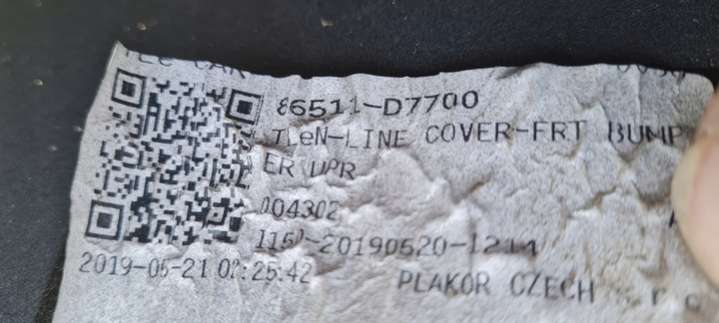 86511-D7700
TLeN-LINE COVER-FRT BUMP
ER UPR
004302
115)-20190520-1211
2019-05-21 02:25:42
PLAKOR CZECH